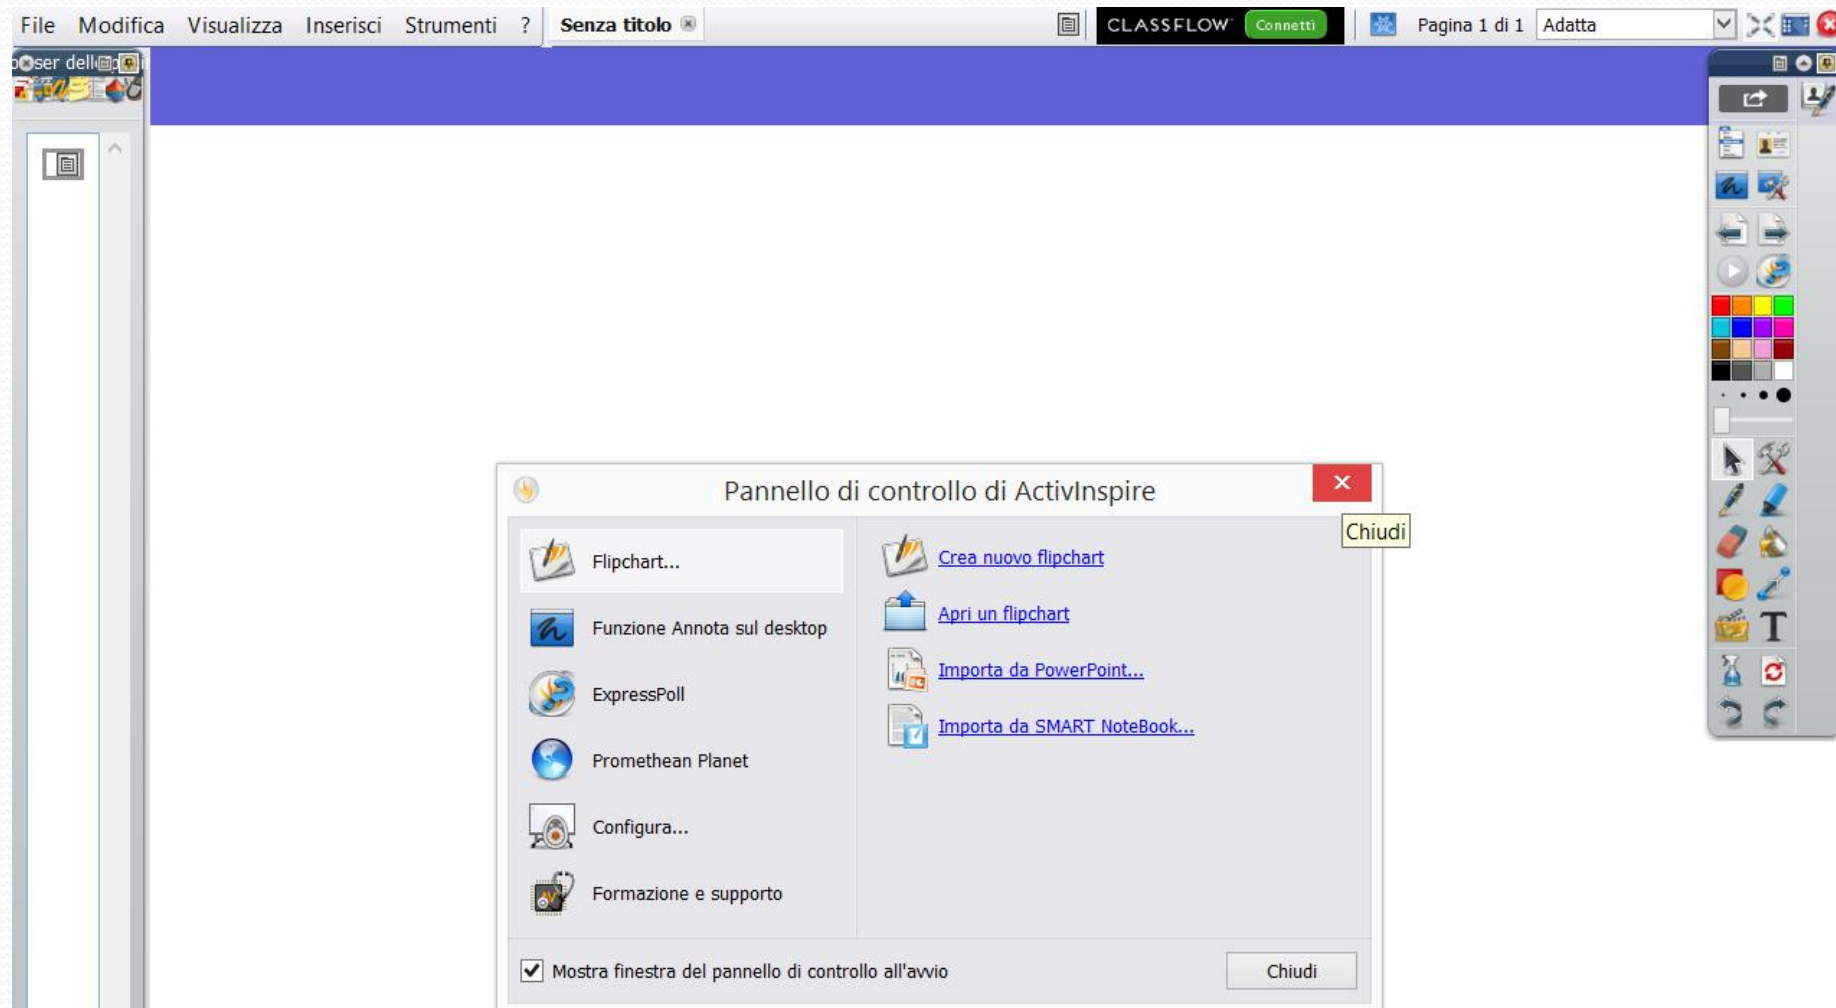 File Modifica Visualizza Inserisci Strumenti ? Senza titolo CLASSFLOW Connetti Pagina 1 di 1 Adatta
ser dell
Pannello di controllo di ActivInspire
Chiudi
Flipchart...
Funzione Annota sul desktop
ExpressPoll
Promethean Planet
Configura...
Formazione e supporto
Crea nuovo flipchart
Apri un flipchart
Importa da PowerPoint...
Importa da SMART NoteBook...
T
Mostra finestra del pannello di controllo all'avvio
Chiudi